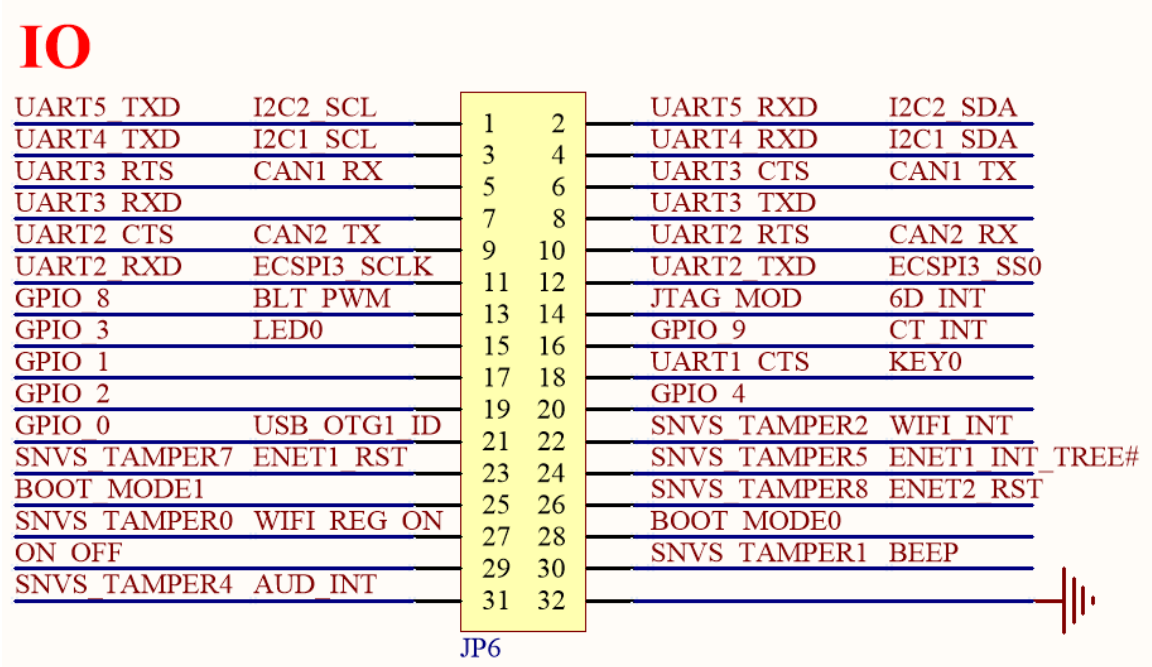 IO
UART5_TXD I2C2_SCL 1 2 UART5_RXD I2C2_SDA
UART4_TXD I2C1_SCL 3 4 UART4_RXD I2C1_SDA
UART3_RTS CAN1_RX 5 6 UART3_CTS CAN1_TX
UART3_RXD 7 8 UART3_TXD
UART2_CTS CAN2_TX 9 10 UART2_RTS CAN2_RX
UART2_RXD ECSPI3_SCLK 11 12 UART2_TXD ECSPI3_SS0
GPIO_8 BLT_PWM 13 14 JTAG_MOD 6D_INT
GPIO_3 LED0 15 16 GPIO_9 CT_INT
GPIO_1 17 18 UART1_CTS KEY0
GPIO_2 19 20 GPIO_4
GPIO_0 USB_OTG1_ID 21 22 SNVS_TAMPER2 WIFI_INT
SNVS_TAMPER7 ENET1_RST 23 24 SNVS_TAMPER5 ENET1_INT_TREE#
BOOT_MODE1 25 26 SNVS_TAMPER8 ENET2_RST
SNVS_TAMPER0 WIFI_REG_ON 27 28 BOOT_MODE0
ON_OFF 29 30 SNVS_TAMPER1 BEEP
SNVS_TAMPER4 AUD_INT 31 32
JP6